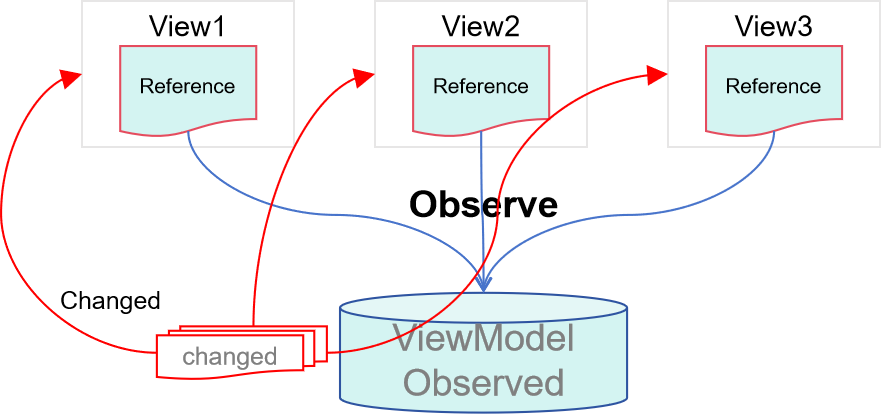 View1
View2
View3
Reference
Reference
Reference
Observe
Changed
changed
ViewModel
Observed